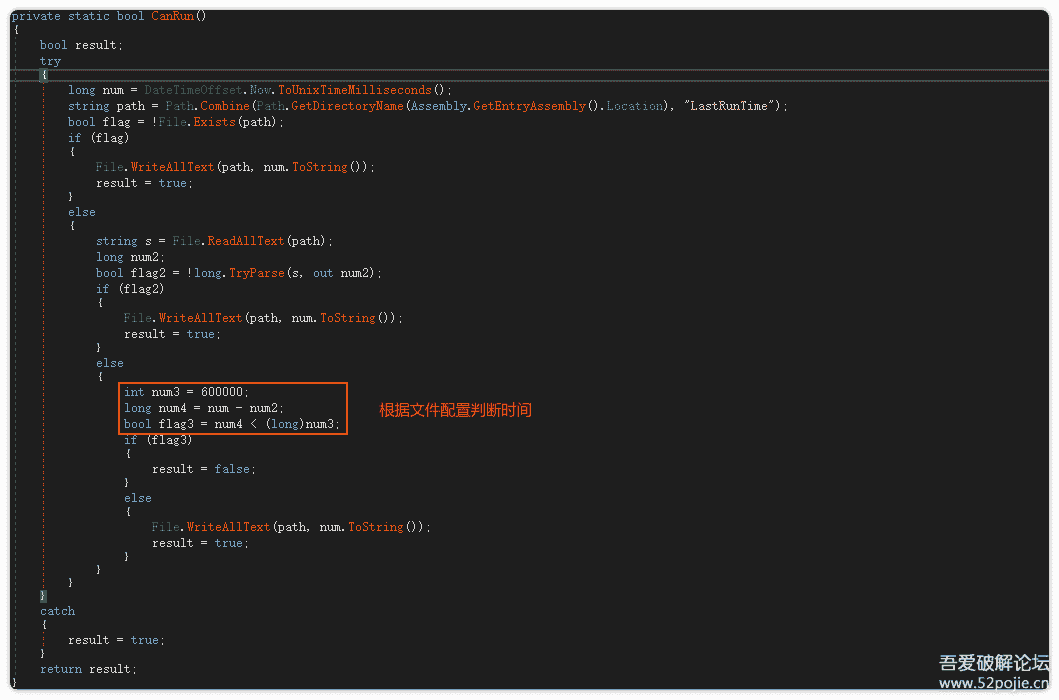 private static bool CanRun()
{
bool result;
try
{
long num = DateTimeOffset.Now.ToUnixTimeMilliseconds();
string path = Path.Combine(Path.GetDirectoryName(Assembly.GetEntryAssembly().Location), "LastRunTime");
bool flag = !File.Exists(path);
if (flag)
{
File.WriteAllText(path, num.ToString());
result = true;
}
else
{
string s = File.ReadAllText(path);
long num2;
bool flag2 = !long.TryParse(s, out num2);
if (flag2)
{
File.WriteAllText(path, num.ToString());
result = true;
}
else
{
int num3 = 600000;
long num4 = num - num2;
bool flag3 = num4 < (long)num3;
根据文件配置判断时间
if (flag3)
{
result = false;
}
else
{
File.WriteAllText(path, num.ToString());
result = true;
}
}
}
}
catch
{
result = true;
}
return result;
}
吾爱破解论坛
www.52pojie.cn